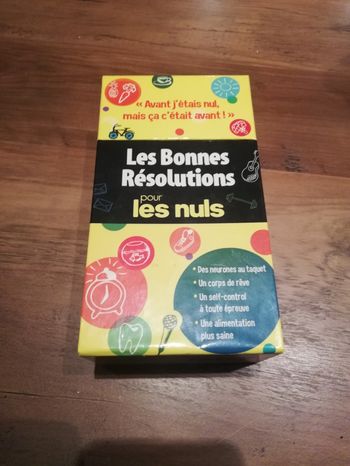 « Avant j'étais nul,
mais ça c'était avant ! »
Les Bonnes
Résolutions
pour
les nuls
• Des neurones au taquet
• Un corps de rêve
• Un self-control
à toute épreuve
• Une alimentation
plus saine